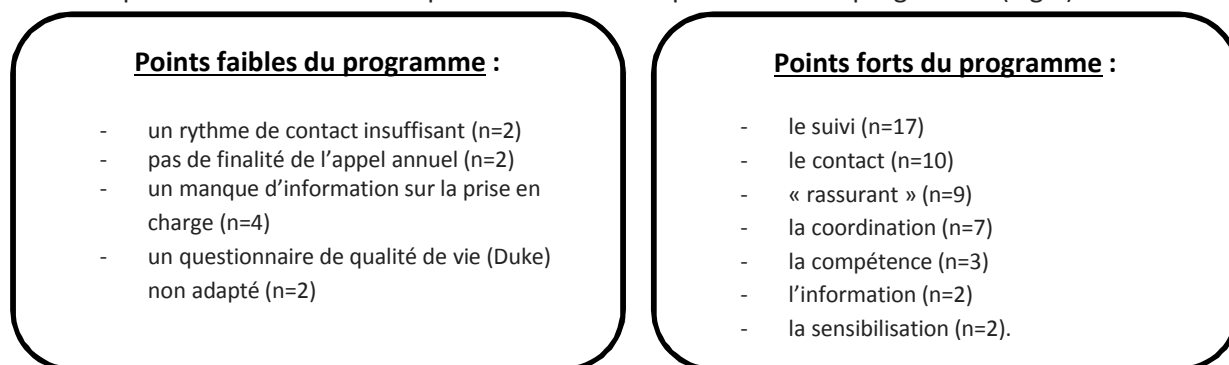 Points faibles du programme :
- un rythme de contact insuffisant (n=2)
- pas de finalité de l’appel annuel (n=2)
- un manque d’information sur la prise en
charge (n=4)
- un questionnaire de qualité de vie (Duke)
non adapté (n=2)
Points forts du programme :
- le suivi (n=17)
- le contact (n=10)
- « rassurant » (n=9)
- la coordination (n=7)
- la compétence (n=3)
- l’information (n=2)
- la sensibilisation (n=2).